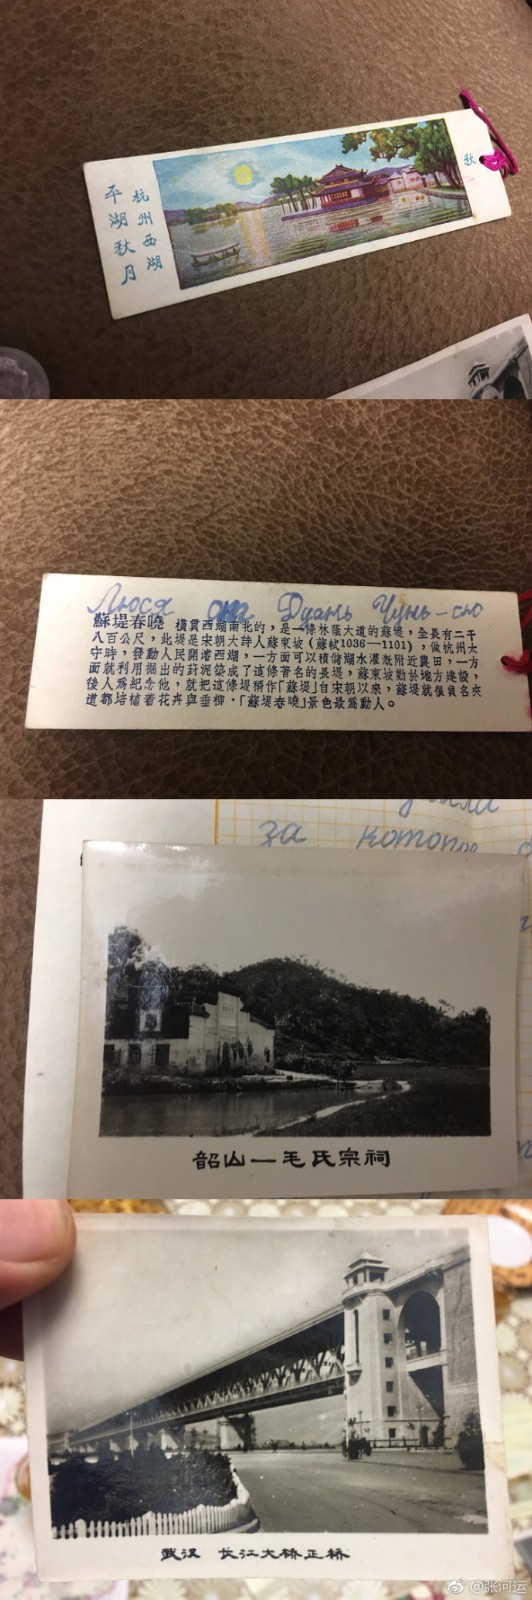 杭州西湖
平湖秋月
秋
Люся она Дуань Чунь-сю
蘇堤春曉 橫貫西湖南北的，是一條林蔭大道的蘇堤，全長有二千
八百公尺，此堤是宋朝大詩人蘇東坡（蘇軾1036—1101），做杭州太
守時，發動人民開濬西湖，一方面可以積儲湖水灌溉附近農田，一方
面就利用掘出的葑泥築成了這條著名的長堤，蘇東坡勤於地方建設，
後人為紀念他，就把這條堤稱作「蘇堤」自宋朝以來，蘇堤就很負名夾
道都培植着花卉與垂柳．「蘇堤春曉」景色最為動人。
за
韶山—毛氏宗祠
武汉 长江大桥正桥
@张河运